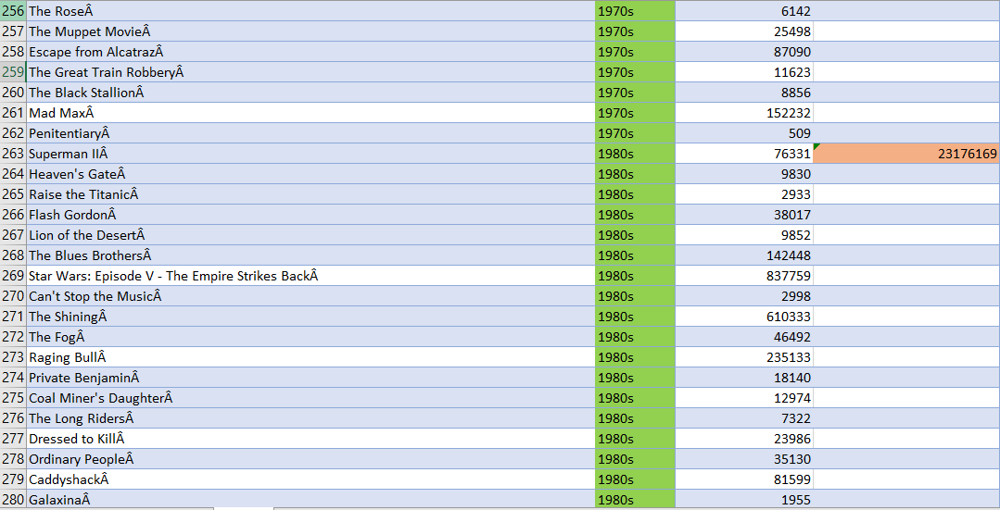 256 The RoseÂ 1970s 6142
257 The Muppet MovieÂ 1970s 25498
258 Escape from AlcatrazÂ 1970s 87090
259 The Great Train RobberyÂ 1970s 11623
260 The Black StallionÂ 1970s 8856
261 Mad MaxÂ 1970s 152232
262 PenitentiaryÂ 1970s 509
263 Superman IIÂ 1980s 76331 23176169
264 Heaven's GateÂ 1980s 9830
265 Raise the TitanicÂ 1980s 2933
266 Flash GordonÂ 1980s 38017
267 Lion of the DesertÂ 1980s 9852
268 The Blues BrothersÂ 1980s 142448
269 Star Wars: Episode V - The Empire Strikes BackÂ 1980s 837759
270 Can't Stop the MusicÂ 1980s 2998
271 The ShiningÂ 1980s 610333
272 The FogÂ 1980s 46492
273 Raging BullÂ 1980s 235133
274 Private BenjaminÂ 1980s 18140
275 Coal Miner's DaughterÂ 1980s 12974
276 The Long RidersÂ 1980s 7322
277 Dressed to KillÂ 1980s 23986
278 Ordinary PeopleÂ 1980s 35130
279 CaddyshackÂ 1980s 81599
280 GalaxinaÂ 1980s 1955